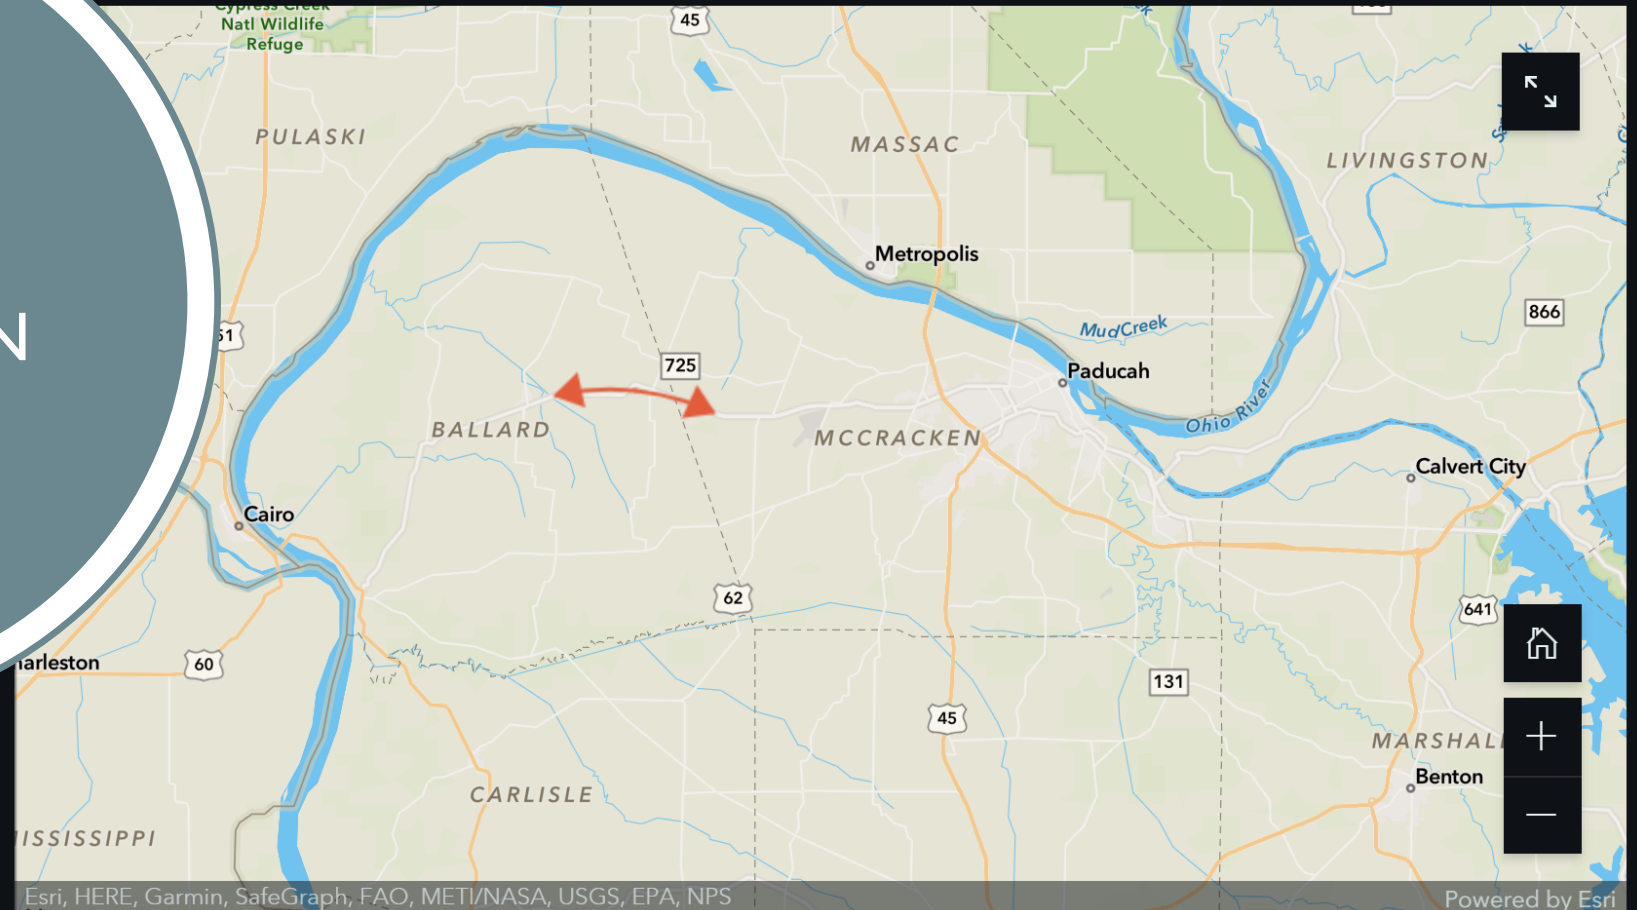 Cypress Creek
Natl Wildlife
Refuge
45
PULASKI
MASSAC
LIVINGSTON
N
51
Metropolis
866
Mud Creek
725
Paducah
BALLARD
MCCRACKEN
Ohio River
Calvert City
Cairo
62
641
arleston
60
131
45
MARSHALL
Benton
CARLISLE
ISSISSIPPI
Esri, HERE, Garmin, SafeGraph, FAO, METI/NASA, USGS, EPA, NPS
Powered by Esri